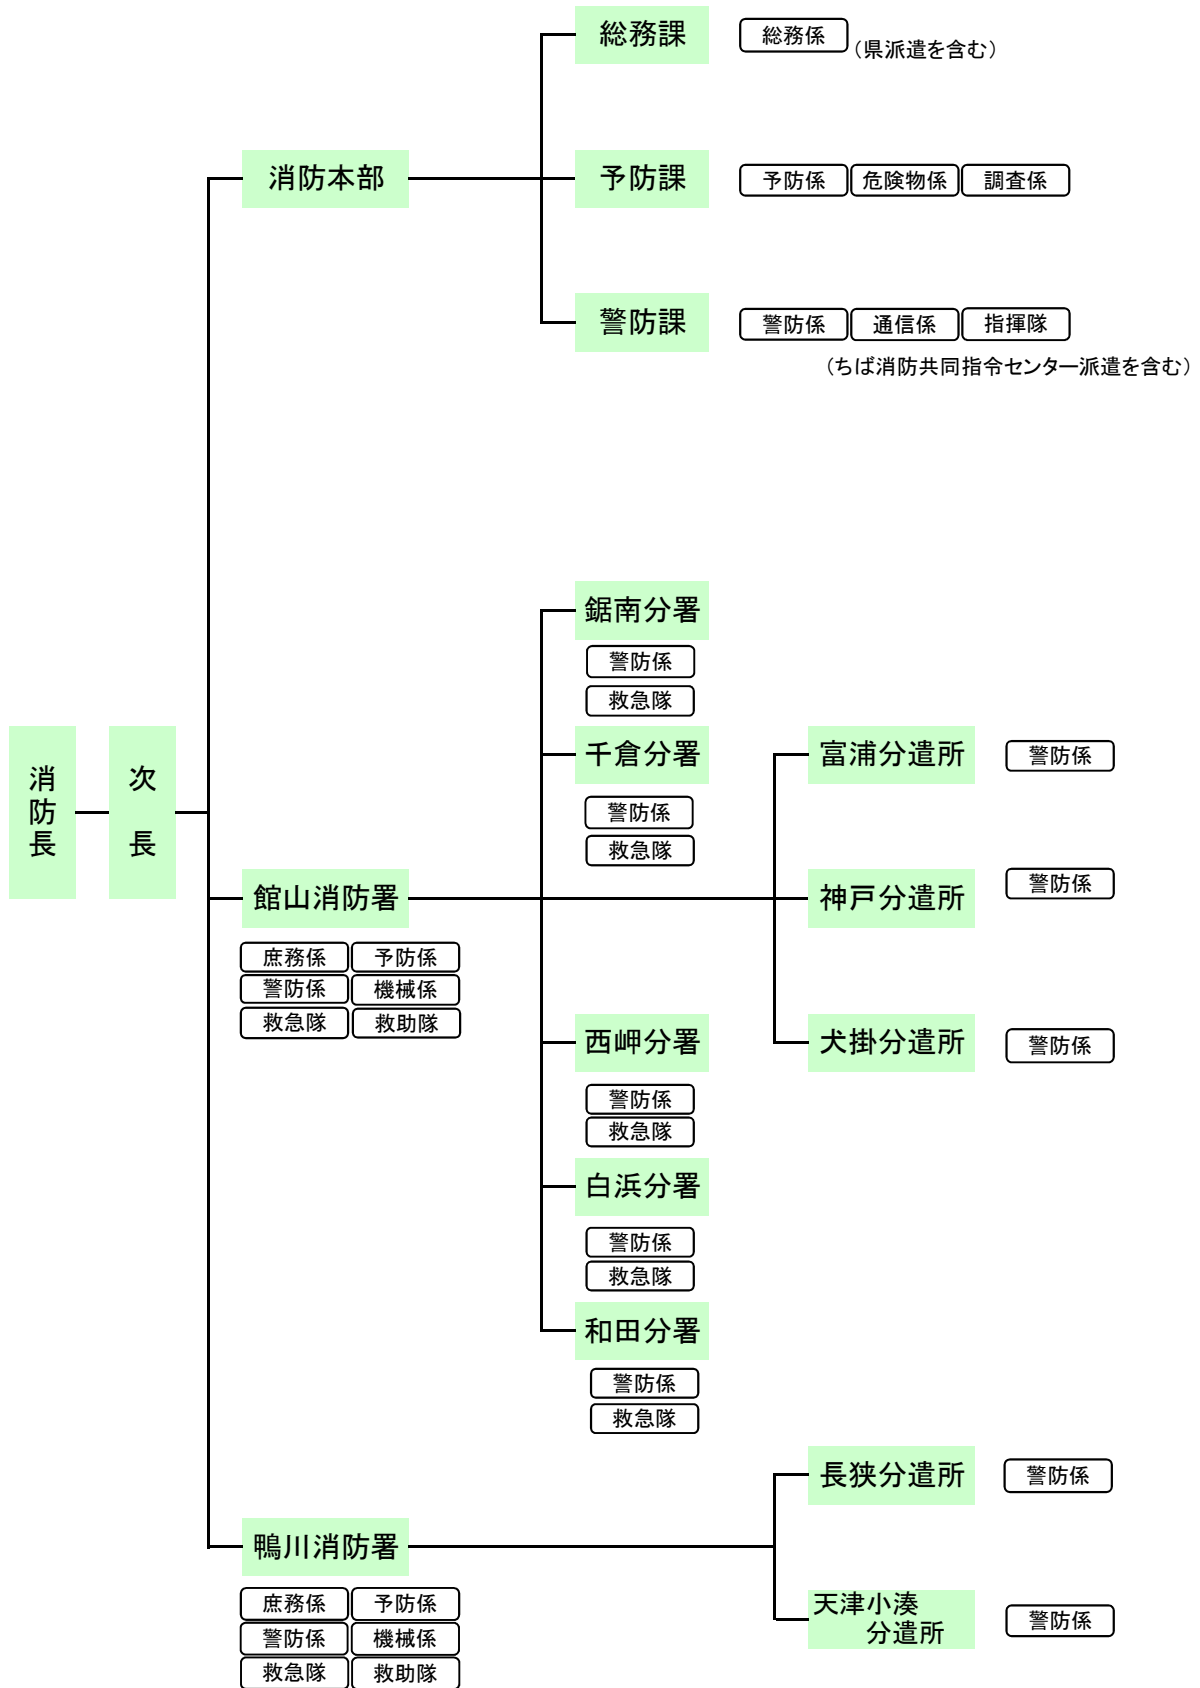 総務課
総務係
（県派遣を含む）
消防本部
予防課
予防係
危険物係
調査係
警防課
警防係
通信係
指揮隊
（ちば消防共同指令センター派遣を含む）
鋸南分署
警防係
救急隊
消防長
次長
千倉分署
警防係
救急隊
富浦分遣所
警防係
館山消防署
庶務係
予防係
警防係
機械係
救急隊
救助隊
神戸分遣所
警防係
西岬分署
警防係
救急隊
犬掛分遣所
警防係
白浜分署
警防係
救急隊
和田分署
警防係
救急隊
長狭分遣所
警防係
鴨川消防署
庶務係
予防係
警防係
機械係
救急隊
救助隊
天津小湊
分遣所
警防係